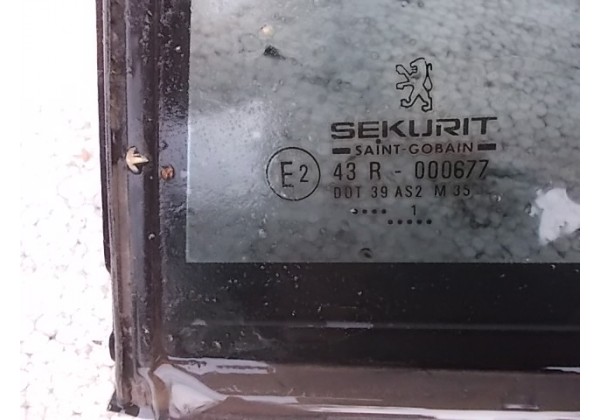 SEKURIT
SAINT-GOBAIN
E2 43 R - 000677
DOT 39 AS2 M 35
.... 1
.....